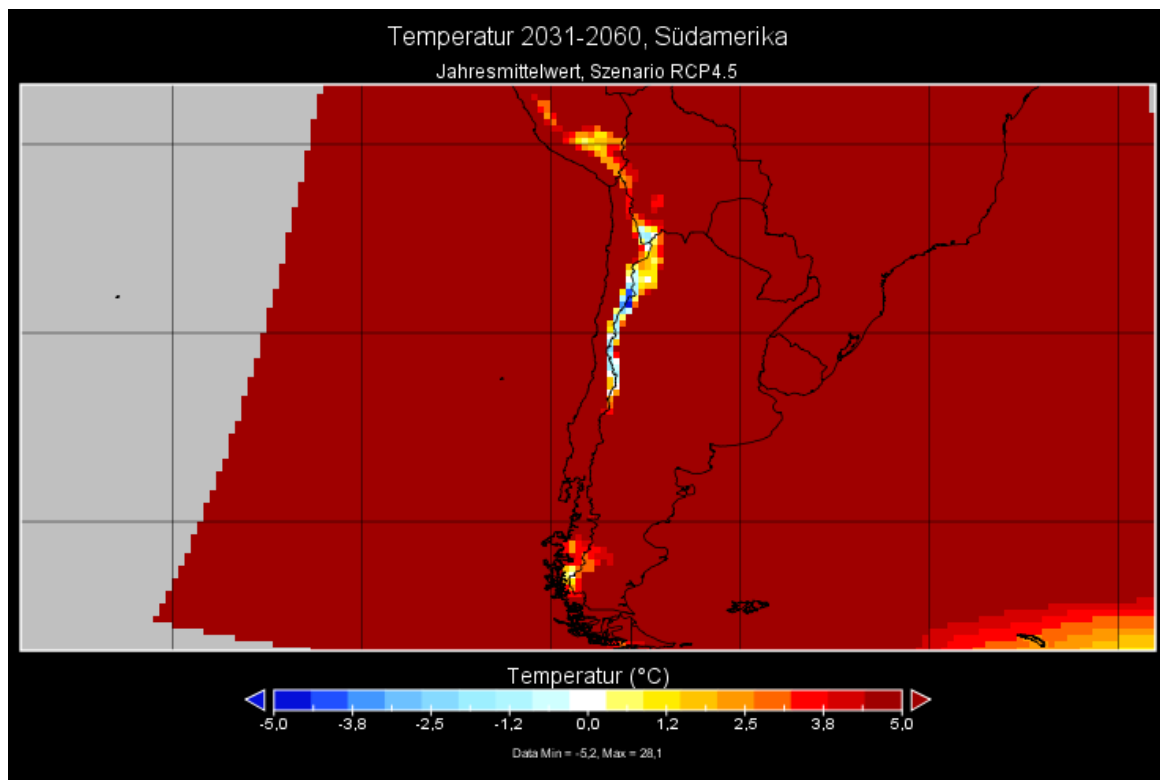 Temperatur 2031-2060, Südamerika
Jahresmittelwert, Szenario RCP4.5
Temperatur (°C)
-5,0 -3,8 -2,5 -1,2 0,0 1,2 2,5 3,8 5,0
Data Min = -5,2, Max = 28,1